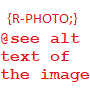 {R-PHOTO;}
@see alt
text of
the image